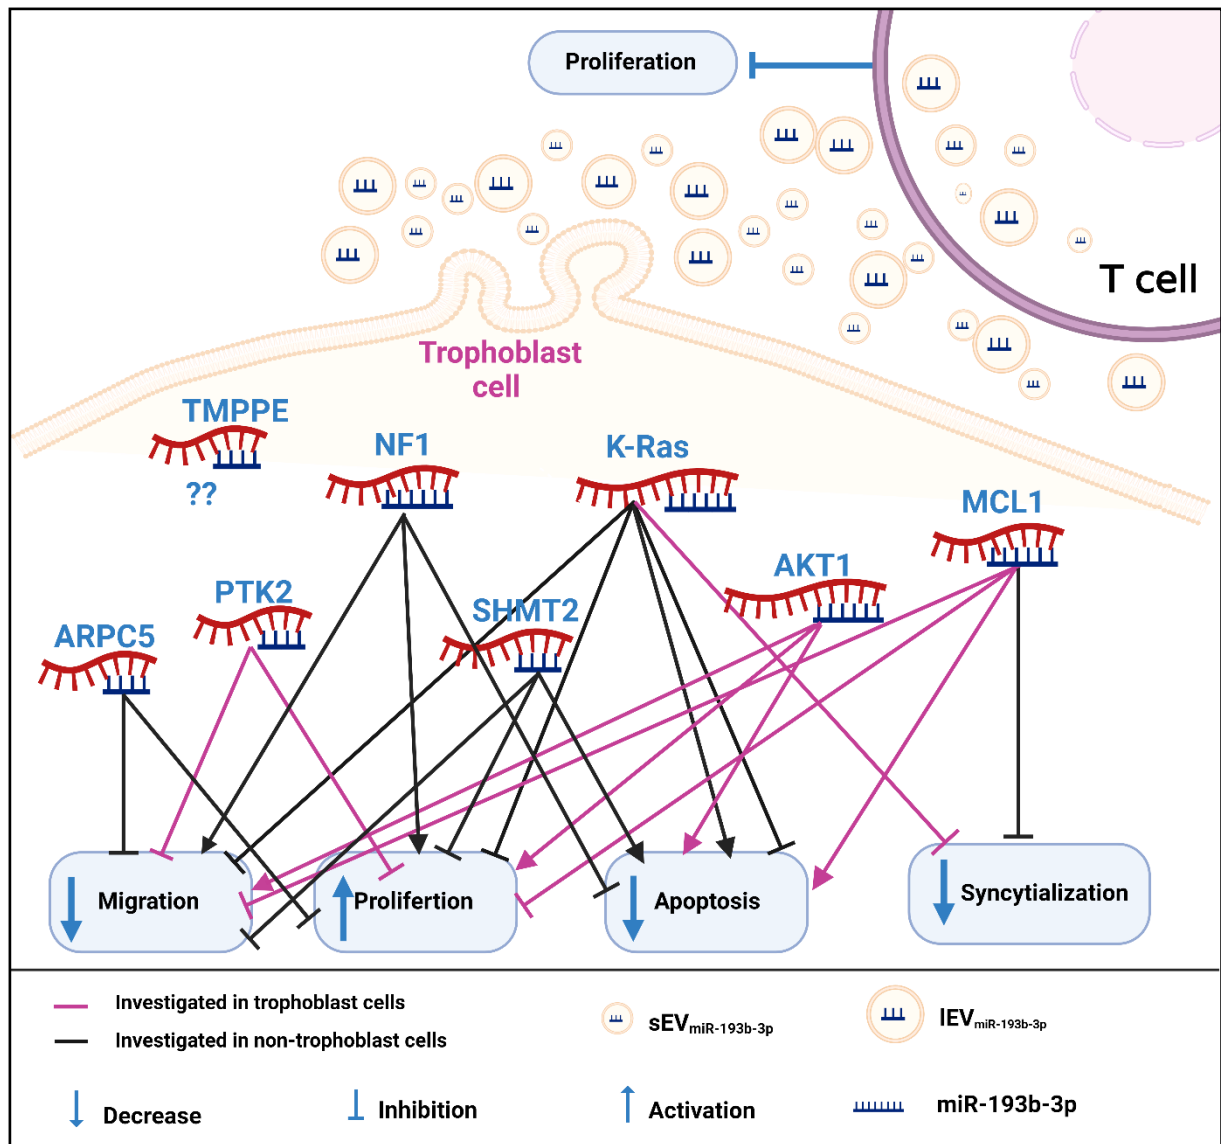 Proliferation
T cell
Trophoblast
cell
TMPPE
??
NF1
K-Ras
MCL1
PTK2
SHMT2
AKT1
ARPC5
Migration
Prolifertion
Apoptosis
Syncytialization
Investigated in trophoblast cells
Investigated in non-trophoblast cells
sEVmiR-193b-3p
lEVmiR-193b-3p
Decrease
Inhibition
Activation
miR-193b-3p